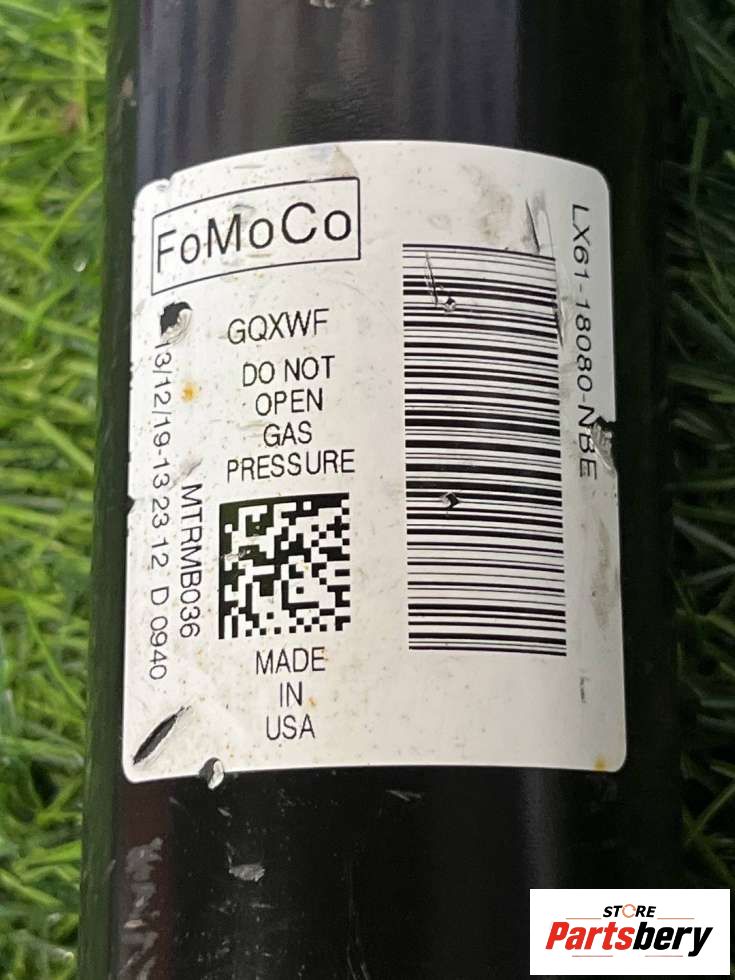 FoMoCo
GQXWF
DO NOT
OPEN
GAS
PRESSURE
MADE
IN
USA
13/12/19-13 23 12 D 0940
MTRMB036
LX61-18080-NBE
STORE
Partsbery